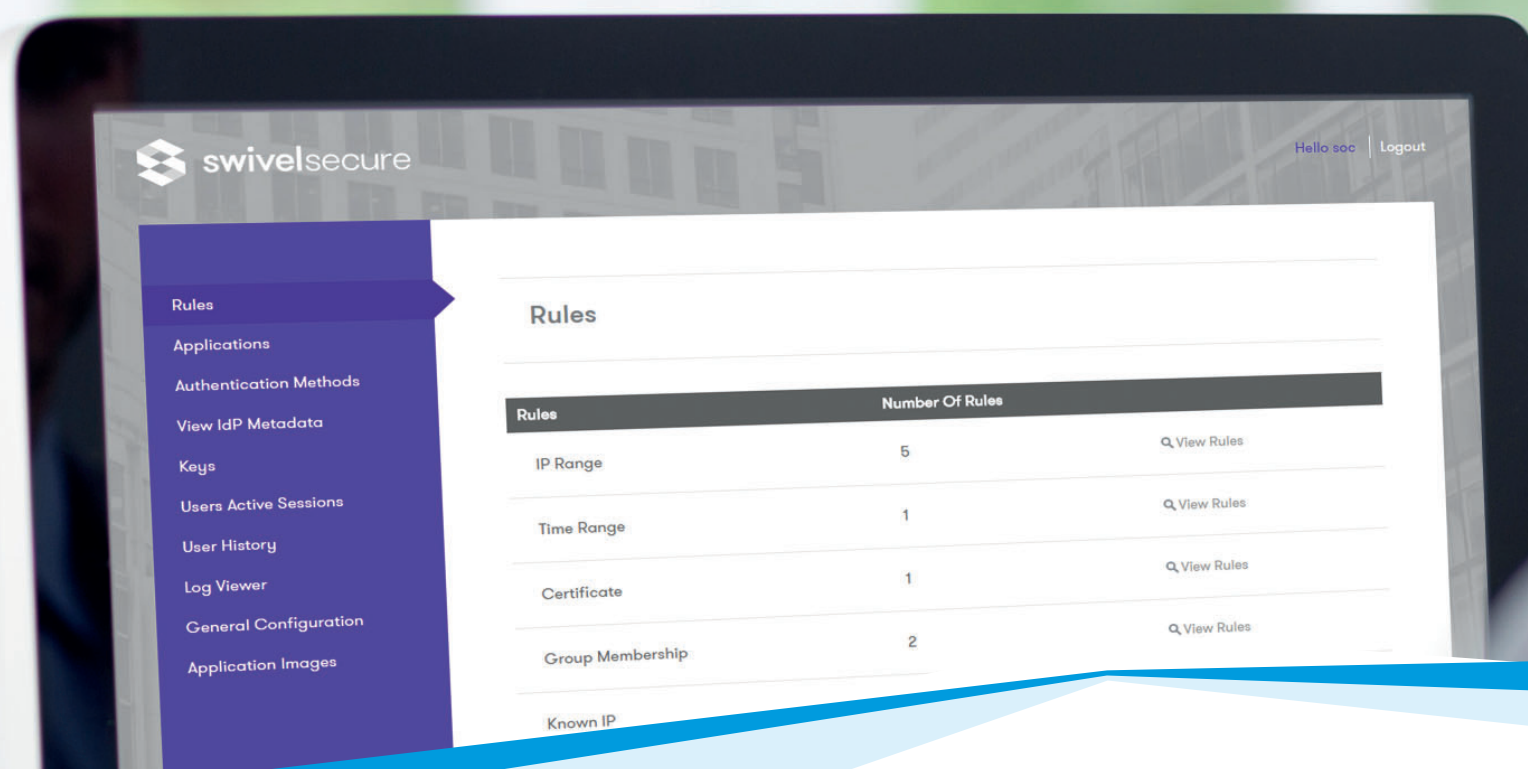 swivelsecure
Hello soc | Logout
Rules
Applications
Authentication Methods
View IdP Metadata
Keys
Users Active Sessions
User History
Log Viewer
General Configuration
Application Images
Rules
Rules Number Of Rules
IP Range 5 View Rules
Time Range 1 View Rules
Certificate 1 View Rules
Group Membership 2 View Rules
Known IP